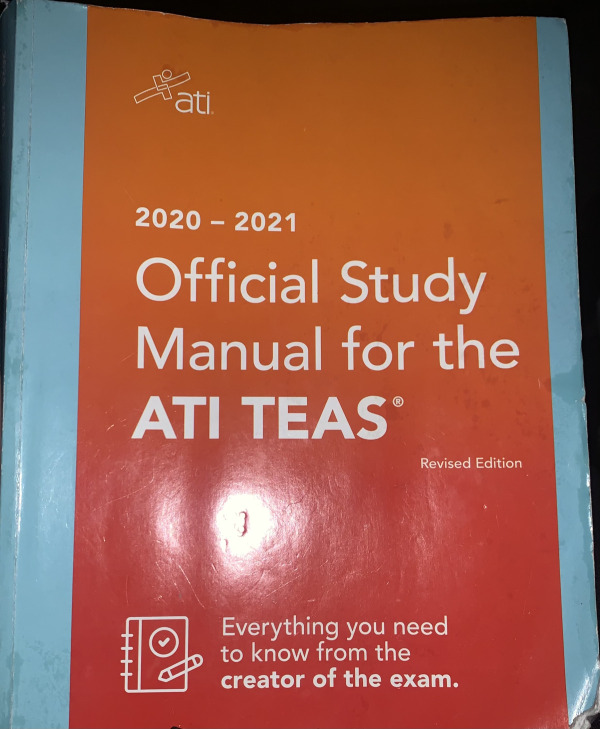 ati
2020 – 2021
Official Study
Manual for the
ATI TEAS®
Revised Edition
Everything you need
to know from the
creator of the exam.